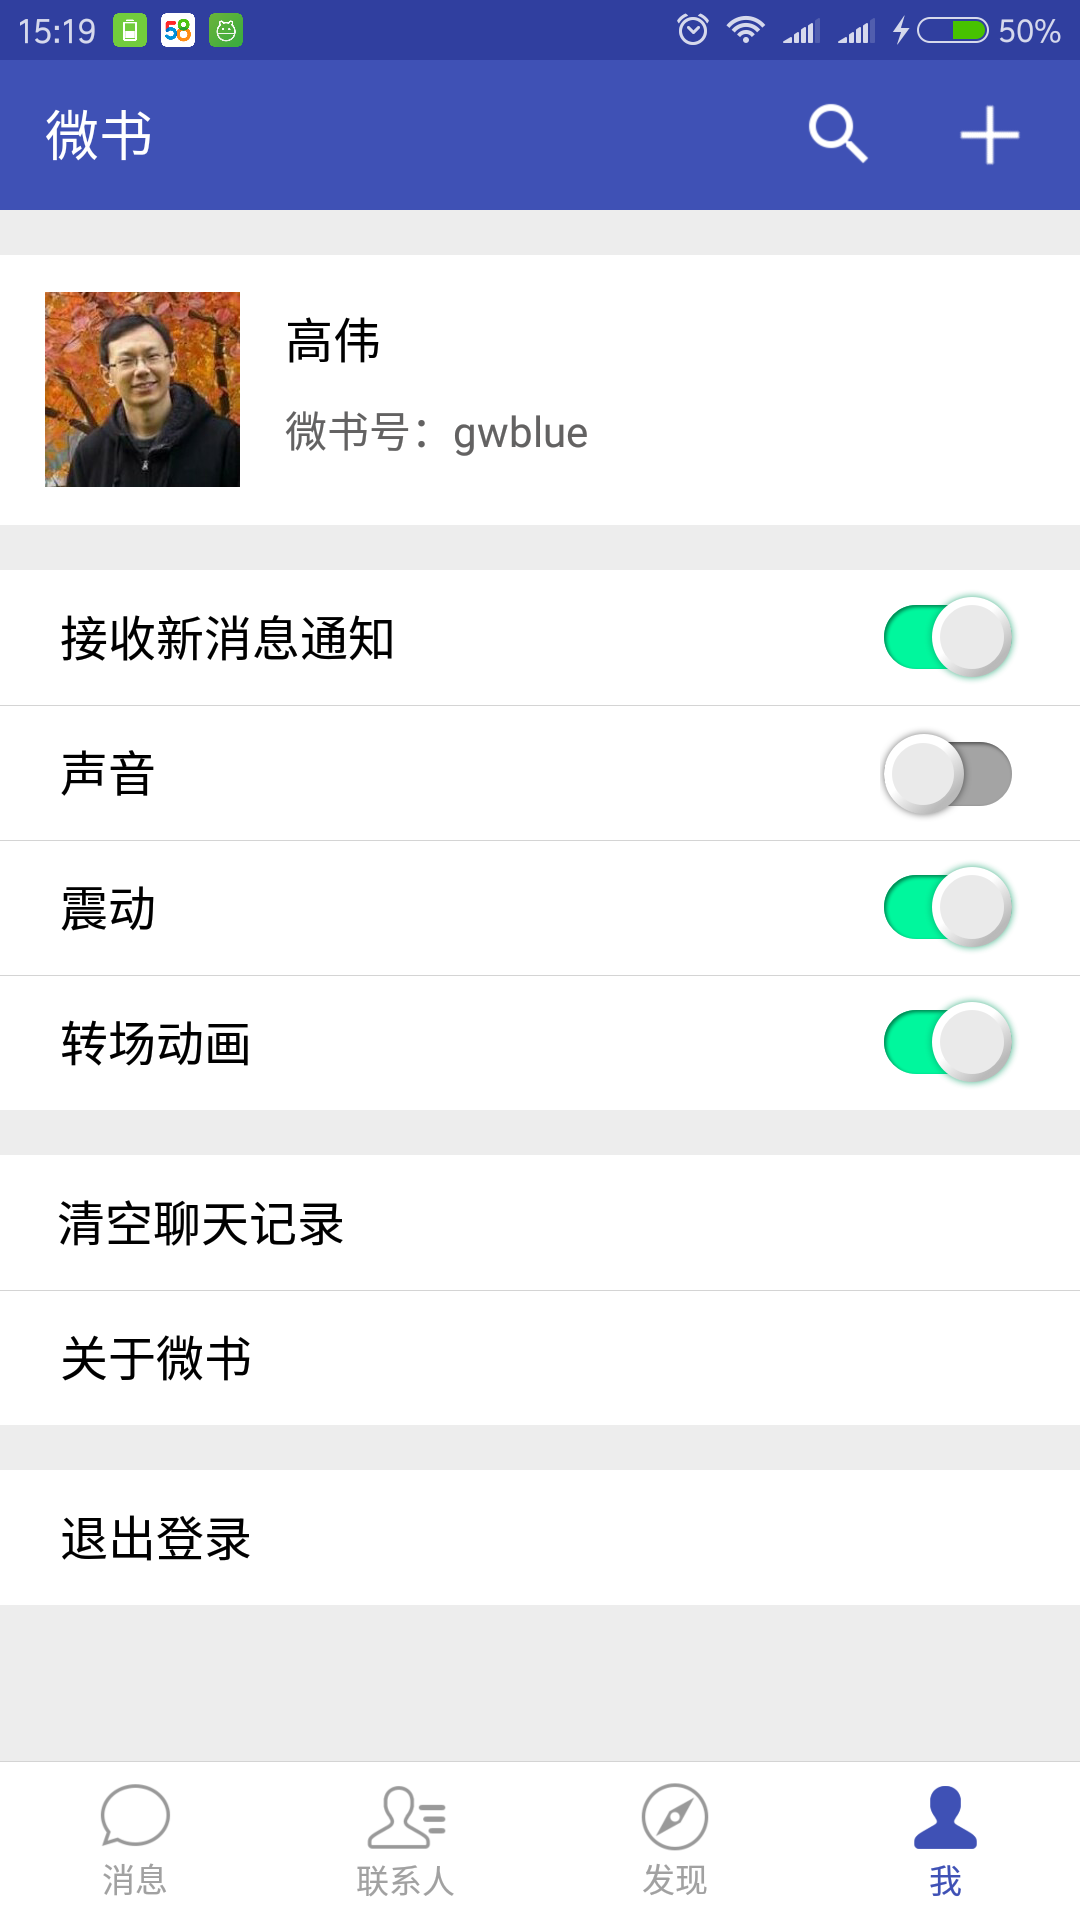 15:19 58 50%
微书
高伟
微书号：gwblue
接收新消息通知
声音
震动
转场动画
清空聊天记录
关于微书
退出登录
消息 联系人 发现 我